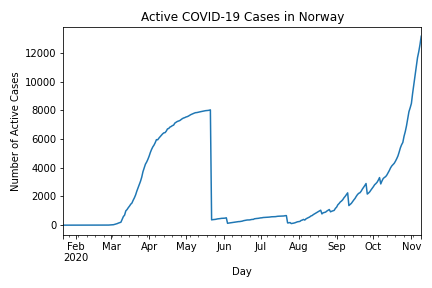 Active COVID-19 Cases in Norway
12000
10000
8000
6000
4000
2000
0
Number of Active Cases
Feb Mar Apr May Jun Jul Aug Sep Oct Nov
2020
Day